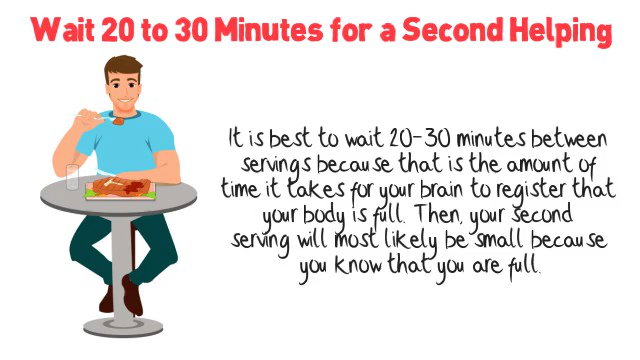 Wait 20 to 30 Minutes for a Second Helping
It is best to wait 20-30 minutes between
servings because that is the amount of
time it takes for your brain to register that
your body is full. Then, your second
serving will most likely be small because
you know that you are full.